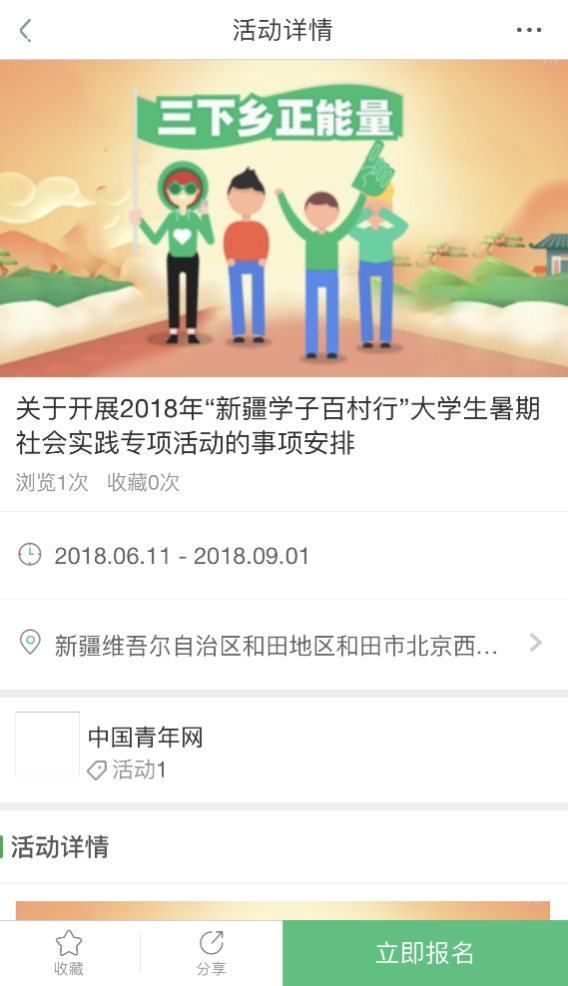 活动详情
三下乡正能量
关于开展2018年“新疆学子百村行”大学生暑期
社会实践专项活动的事项安排
浏览1次 收藏0次
2018.06.11 - 2018.09.01
新疆维吾尔自治区和田地区和田市北京西...
中国青年网
活动1
活动详情
收藏
分享
立即报名